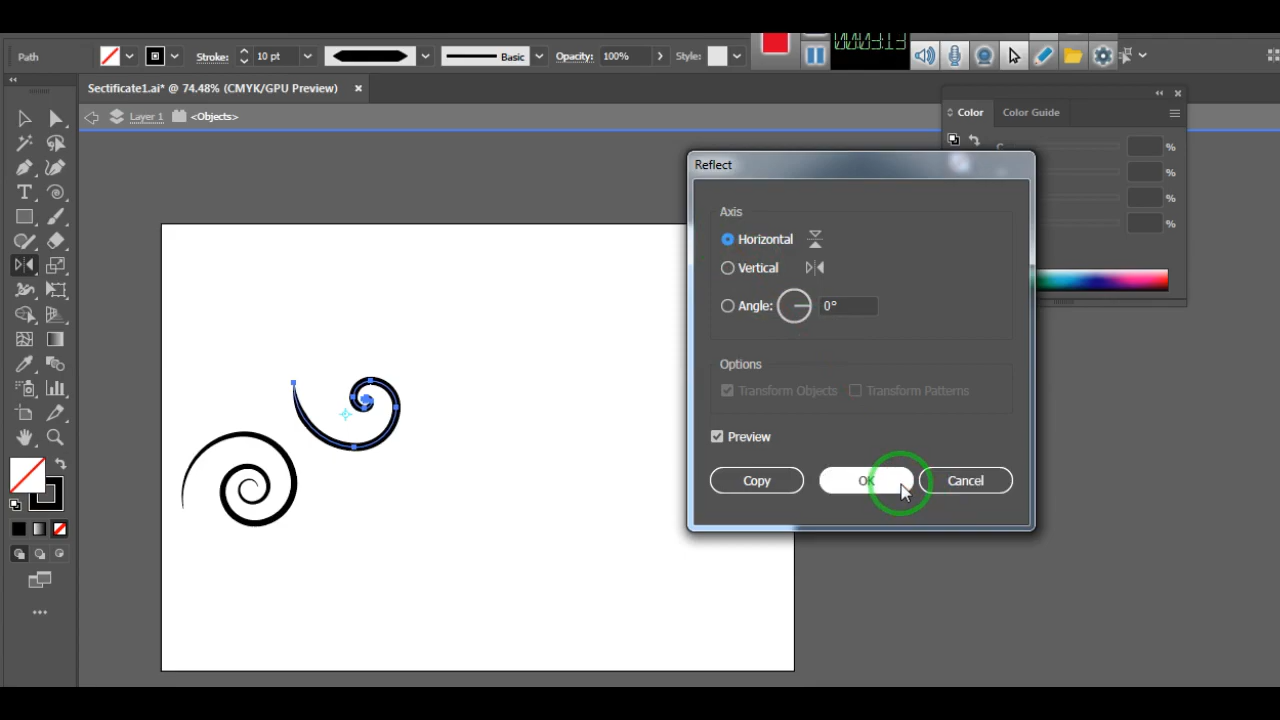 Path
Stroke:
10 pt
Basic
Opacity:
100%
Style:
Sectificate1.ai* @ 74.48% (CMYK/GPU Preview)
Layer 1
<Objects>
Color
Color Guide
C
%
%
%
%
Reflect
Axis
Horizontal
Vertical
Angle:
0°
Options
Transform Objects
Transform Patterns
Preview
Copy
OK
Cancel